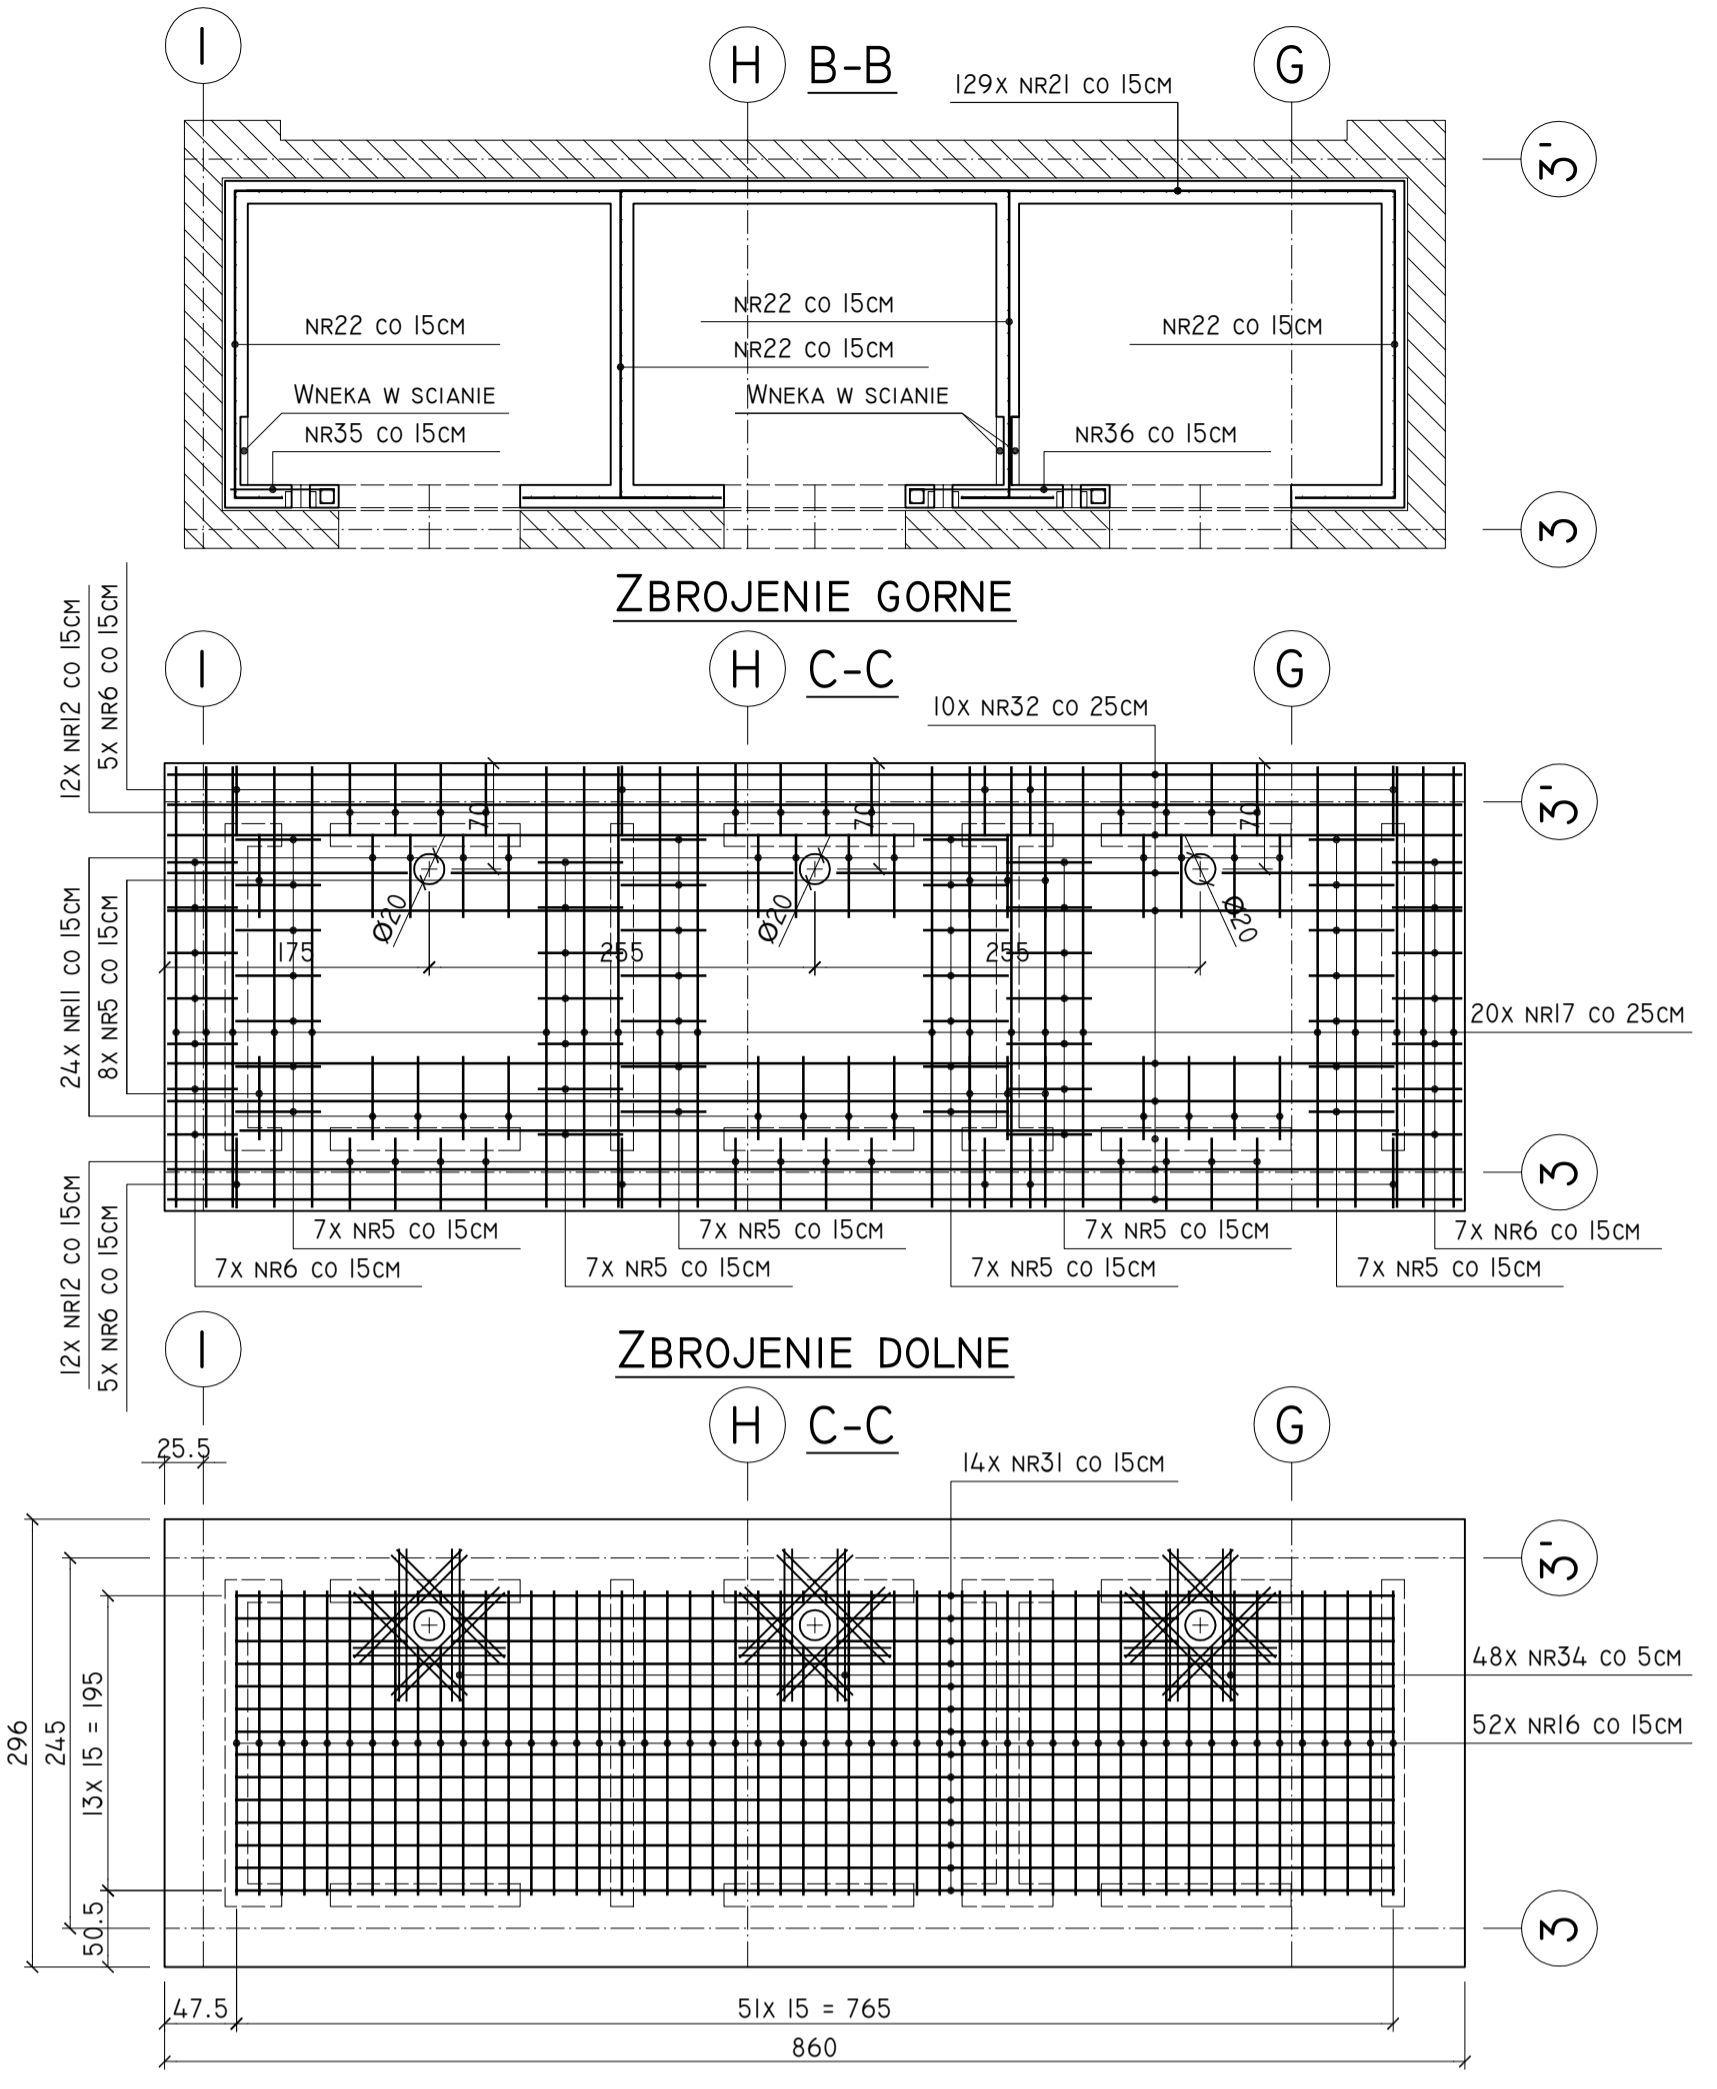 I
H
B-B
G
129X NR21 CO 15CM
3'
NR22 CO 15CM
NR22 CO 15CM
NR22 CO 15CM
NR22 CO 15CM
WNEKA W SCIANIE
WNEKA W SCIANIE
NR35 CO 15CM
NR36 CO 15CM
3
ZBROJENIE GORNE
12X NR12 CO 15CM
5X NR6 CO 15CM
I
H
C-C
G
10X NR32 CO 25CM
3'
70
70
70
Ø20
Ø20
Ø20
175
255
255
24X NR11 CO 15CM
8X NR5 CO 15CM
20X NR17 CO 25CM
3
12X NR12 CO 15CM
5X NR6 CO 15CM
7X NR5 CO 15CM
7X NR5 CO 15CM
7X NR5 CO 15CM
7X NR6 CO 15CM
7X NR6 CO 15CM
7X NR5 CO 15CM
7X NR5 CO 15CM
7X NR5 CO 15CM
ZBROJENIE DOLNE
I
H
C-C
G
25.5
14X NR31 CO 15CM
3'
48X NR34 CO 5CM
52X NR16 CO 15CM
296
245
13X 15 = 195
50.5
3
47.5
51X 15 = 765
860